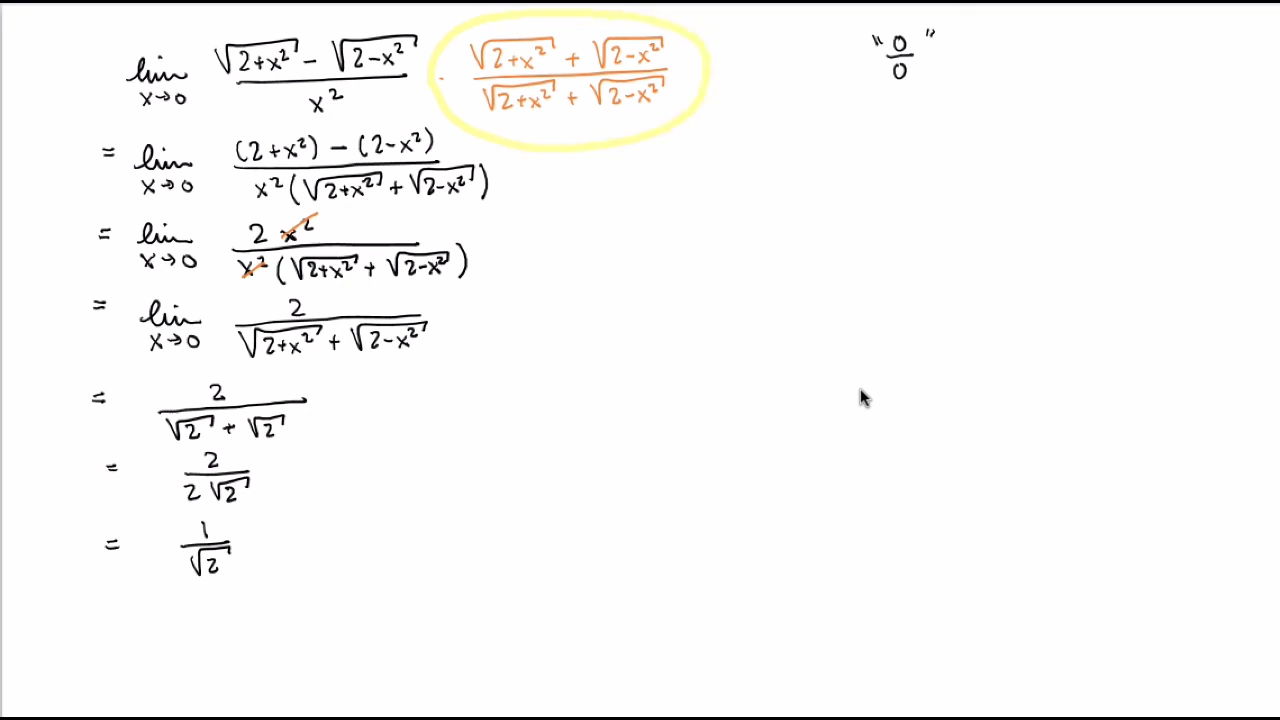 lim x→0 (√(2+x²) − √(2−x²)) / x² · (√(2+x²) + √(2−x²)) / (√(2+x²) + √(2−x²)) " 0/0 "
= lim x→0 ((2+x²) − (2−x²)) / (x² (√(2+x²) + √(2−x²)))
= lim x→0 2 x² / (x² (√(2+x²) + √(2−x²)))
= lim x→0 2 / (√(2+x²) + √(2−x²))
= 2 / (√2 + √2)
= 2 / (2 √2)
= 1 / √2